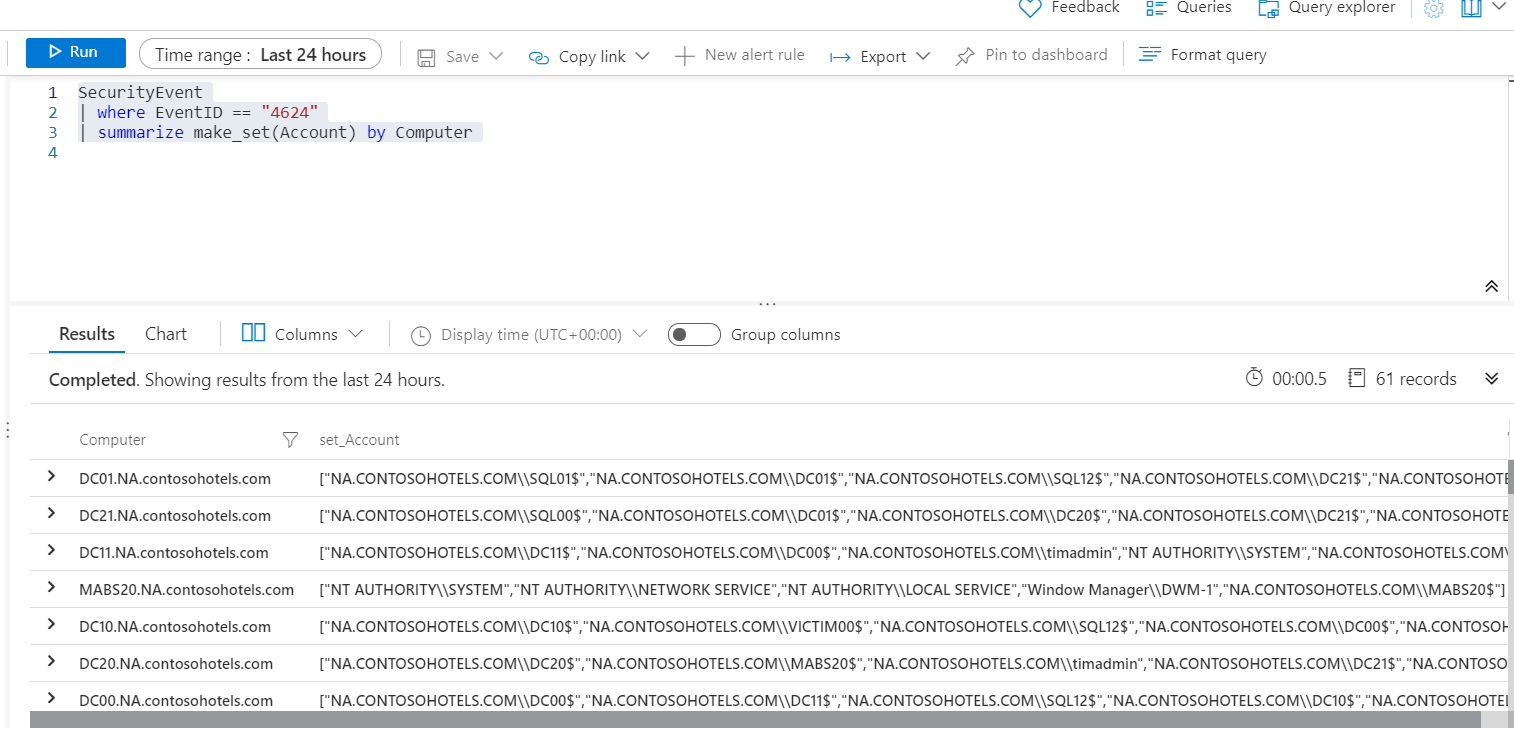 Feedback Queries Query explorer
Run Time range : Last 24 hours Save Copy link New alert rule Export Pin to dashboard Format query
1 SecurityEvent
2 | where EventID == "4624"
3 | summarize make_set(Account) by Computer
4
Results Chart Columns Display time (UTC+00:00) Group columns
Completed. Showing results from the last 24 hours. 00:00.5 61 records
Computer set_Account
DC01.NA.contosohotels.com ["NA.CONTOSOHOTELS.COM\\SQL01$","NA.CONTOSOHOTELS.COM\\DC01$","NA.CONTOSOHOTELS.COM\\SQL12$","NA.CONTOSOHOTELS.COM\\DC21$","NA.CONTOSOHOTE
DC21.NA.contosohotels.com ["NA.CONTOSOHOTELS.COM\\SQL00$","NA.CONTOSOHOTELS.COM\\DC01$","NA.CONTOSOHOTELS.COM\\DC20$","NA.CONTOSOHOTELS.COM\\DC21$","NA.CONTOSOHOTE
DC11.NA.contosohotels.com ["NA.CONTOSOHOTELS.COM\\DC11$","NA.CONTOSOHOTELS.COM\\DC00$","NA.CONTOSOHOTELS.COM\\timadmin","NT AUTHORITY\\SYSTEM","NA.CONTOSOHOTELS.COM\
MABS20.NA.contosohotels.com ["NT AUTHORITY\\SYSTEM","NT AUTHORITY\\NETWORK SERVICE","NT AUTHORITY\\LOCAL SERVICE","Window Manager\\DWM-1","NA.CONTOSOHOTELS.COM\\MABS20$"]
DC10.NA.contosohotels.com ["NA.CONTOSOHOTELS.COM\\DC10$","NA.CONTOSOHOTELS.COM\\VICTIM00$","NA.CONTOSOHOTELS.COM\\SQL12$","NA.CONTOSOHOTELS.COM\\DC00$","NA.CONTOSOH
DC20.NA.contosohotels.com ["NA.CONTOSOHOTELS.COM\\DC20$","NA.CONTOSOHOTELS.COM\\MABS20$","NA.CONTOSOHOTELS.COM\\timadmin","NA.CONTOSOHOTELS.COM\\DC21$","NA.CONTOSO
DC00.NA.contosohotels.com ["NA.CONTOSOHOTELS.COM\\DC00$","NA.CONTOSOHOTELS.COM\\DC11$","NA.CONTOSOHOTELS.COM\\SQL12$","NA.CONTOSOHOTELS.COM\\DC10$","NA.CONTOSOHOTEL